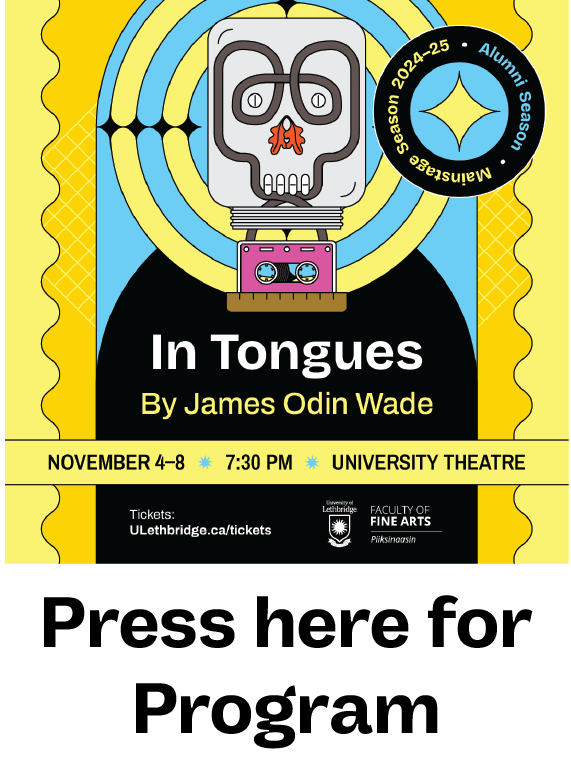 Mainstage Season 2024–25 • Alumni Season •
In Tongues
By James Odin Wade
NOVEMBER 4–8 7:30 PM UNIVERSITY THEATRE
Tickets:
ULethbridge.ca/tickets
University of
Lethbridge
FACULTY OF
FINE ARTS
Piiksinaasin
Press here for
Program